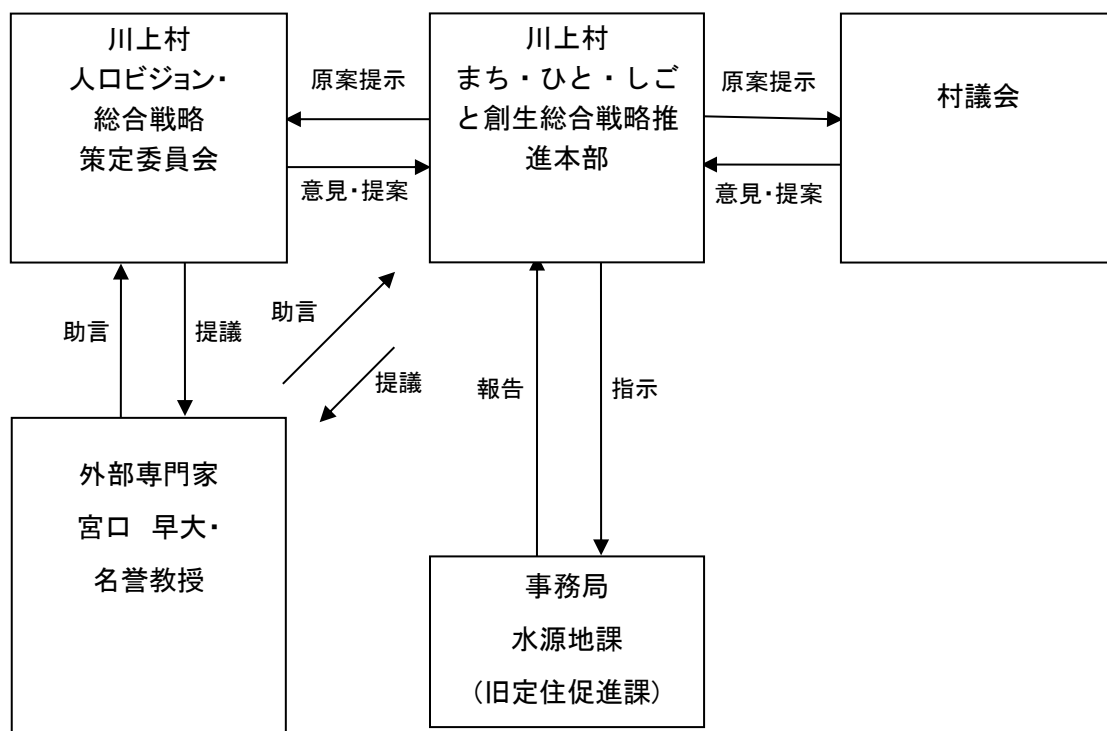 川上村
人口ビジョン・
総合戦略
策定委員会
原案提示
意見・提案
川上村
まち・ひと・しご
と創生総合戦略推
進本部
原案提示
意見・提案
村議会
助言
提議
助言
提議
報告
指示
外部専門家
宮口 早大・
名誉教授
事務局
水源地課
(旧定住促進課)